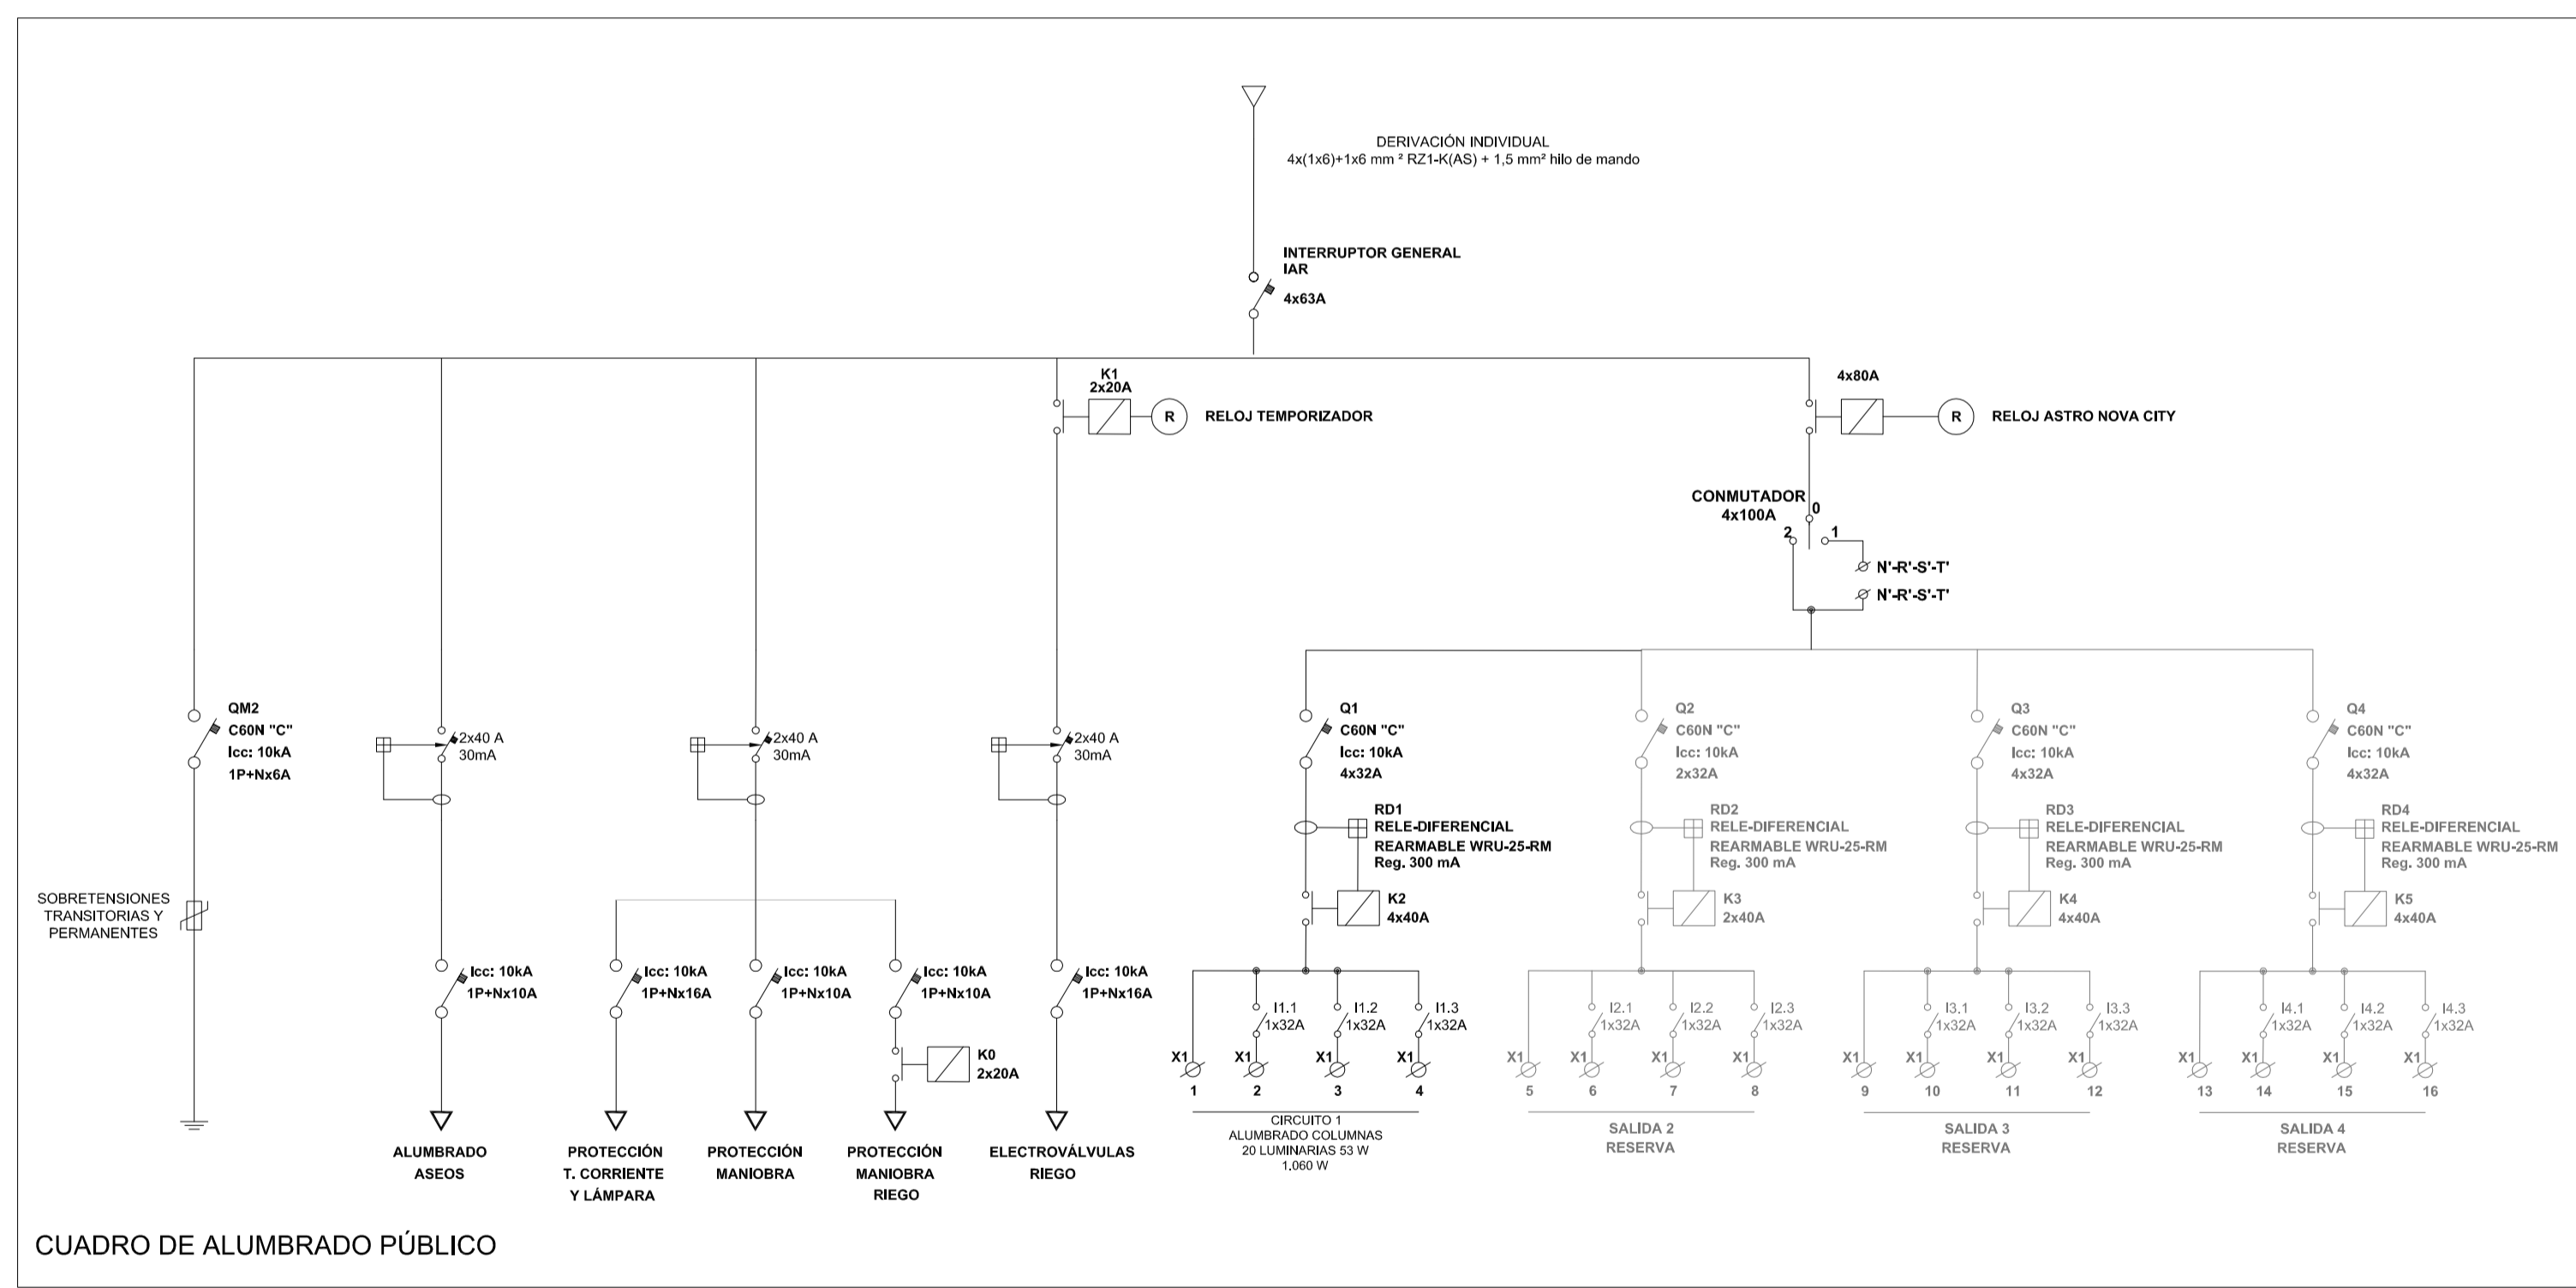 DERIVACIÓN INDIVIDUAL
4x(1x6)+1x6 mm ² RZ1-K(AS) + 1,5 mm² hilo de mando
INTERRUPTOR GENERAL
IAR
4x63A
K1
2x20A
R
RELOJ TEMPORIZADOR
4x80A
R
RELOJ ASTRO NOVA CITY
CONMUTADOR
4x100A
0
2
1
N'-R'-S'-T'
N'-R'-S'-T'
QM2
C60N "C"
Icc: 10kA
1P+Nx6A
2x40 A
30mA
2x40 A
30mA
2x40 A
30mA
Q1
C60N "C"
Icc: 10kA
4x32A
Q2
C60N "C"
Icc: 10kA
2x32A
Q3
C60N "C"
Icc: 10kA
4x32A
Q4
C60N "C"
Icc: 10kA
4x32A
RD1
RELE-DIFERENCIAL
REARMABLE WRU-25-RM
Reg. 300 mA
RD2
RELE-DIFERENCIAL
REARMABLE WRU-25-RM
Reg. 300 mA
RD3
RELE-DIFERENCIAL
REARMABLE WRU-25-RM
Reg. 300 mA
RD4
RELE-DIFERENCIAL
REARMABLE WRU-25-RM
Reg. 300 mA
K2
4x40A
K3
2x40A
K4
4x40A
K5
4x40A
SOBRETENSIONES
TRANSITORIAS Y
PERMANENTES
Icc: 10kA
1P+Nx10A
Icc: 10kA
1P+Nx16A
Icc: 10kA
1P+Nx10A
Icc: 10kA
1P+Nx10A
Icc: 10kA
1P+Nx16A
K0
2x20A
I1.1
1x32A
I1.2
1x32A
I1.3
1x32A
I2.1
1x32A
I2.2
1x32A
I2.3
1x32A
I3.1
1x32A
I3.2
1x32A
I3.3
1x32A
I4.1
1x32A
I4.2
1x32A
I4.3
1x32A
X1 X1 X1 X1 X1 X1 X1 X1 X1 X1 X1 X1 X1 X1 X1 X1
1 2 3 4 5 6 7 8 9 10 11 12 13 14 15 16
ALUMBRADO
ASEOS
PROTECCIÓN
T. CORRIENTE
Y LÁMPARA
PROTECCIÓN
MANIOBRA
PROTECCIÓN
MANIOBRA
RIEGO
ELECTROVÁLVULAS
RIEGO
CIRCUITO 1
ALUMBRADO COLUMNAS
20 LUMINARIAS 53 W
1.060 W
SALIDA 2
RESERVA
SALIDA 3
RESERVA
SALIDA 4
RESERVA
CUADRO DE ALUMBRADO PÚBLICO